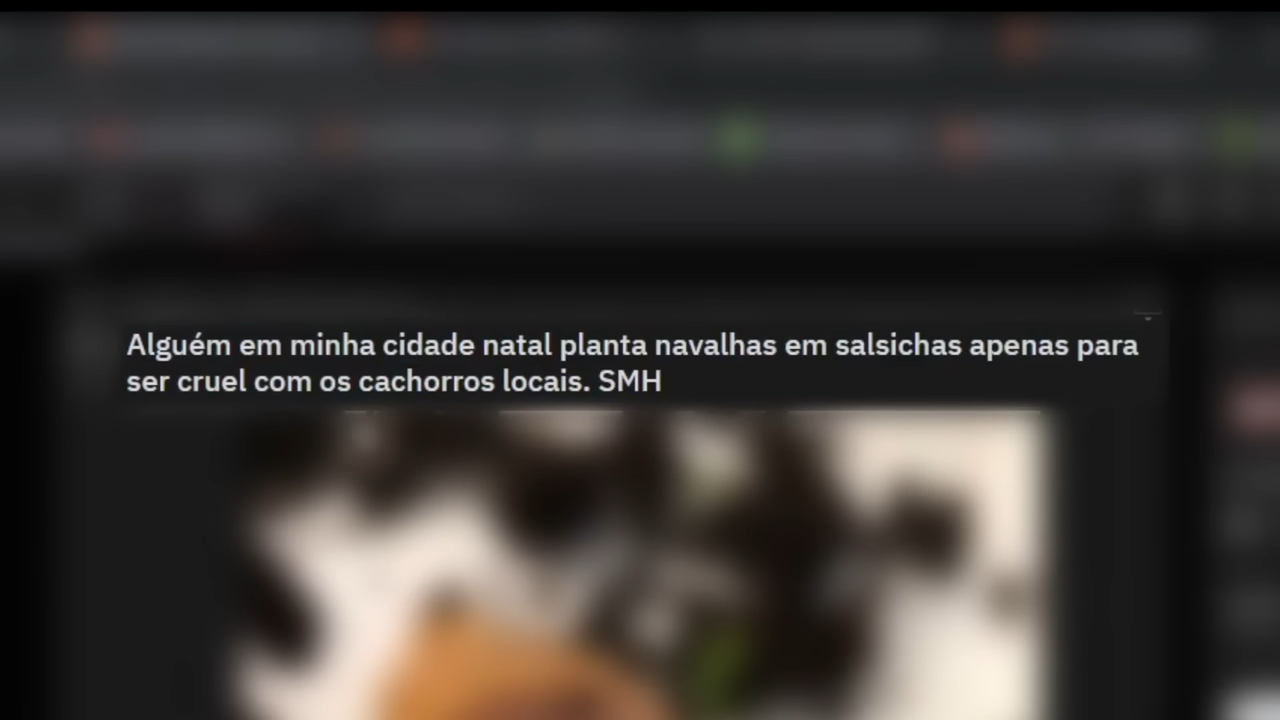 Alguém em minha cidade natal planta navalhas em salsichas apenas para
ser cruel com os cachorros locais. SMH